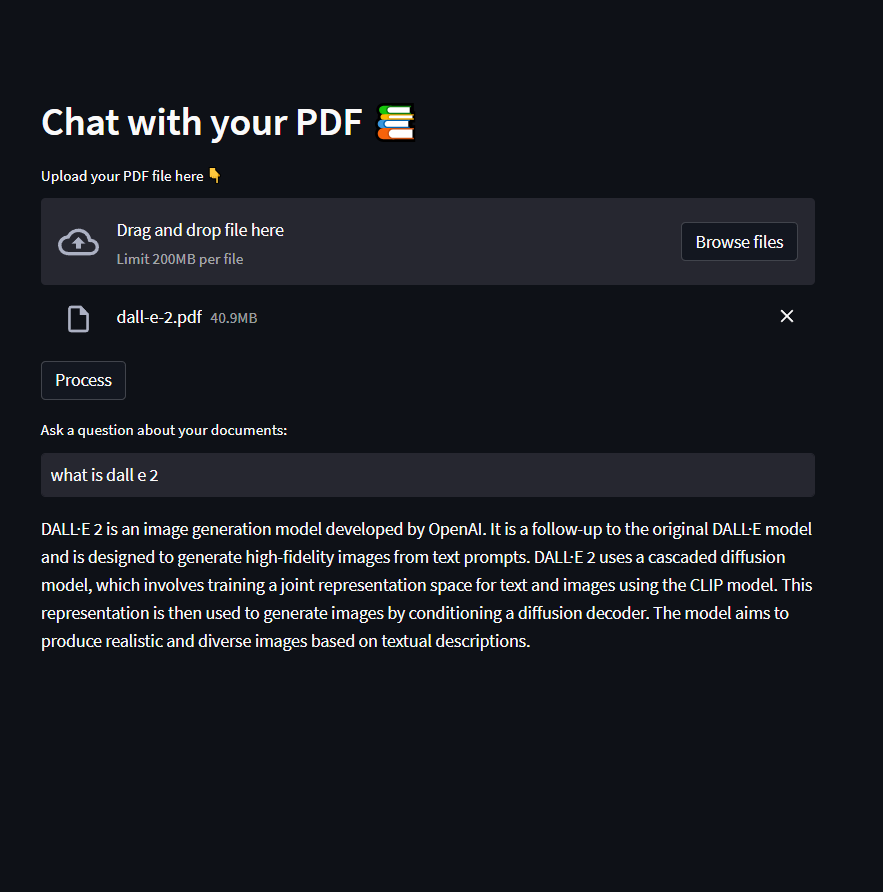 Chat with your PDF 📚
Upload your PDF file here 👇
Drag and drop file here
Limit 200MB per file
Browse files
dall-e-2.pdf 40.9MB
Process
Ask a question about your documents:
what is dall e 2
DALL·E 2 is an image generation model developed by OpenAI. It is a follow-up to the original DALL·E model
and is designed to generate high-fidelity images from text prompts. DALL·E 2 uses a cascaded diffusion
model, which involves training a joint representation space for text and images using the CLIP model. This
representation is then used to generate images by conditioning a diffusion decoder. The model aims to
produce realistic and diverse images based on textual descriptions.